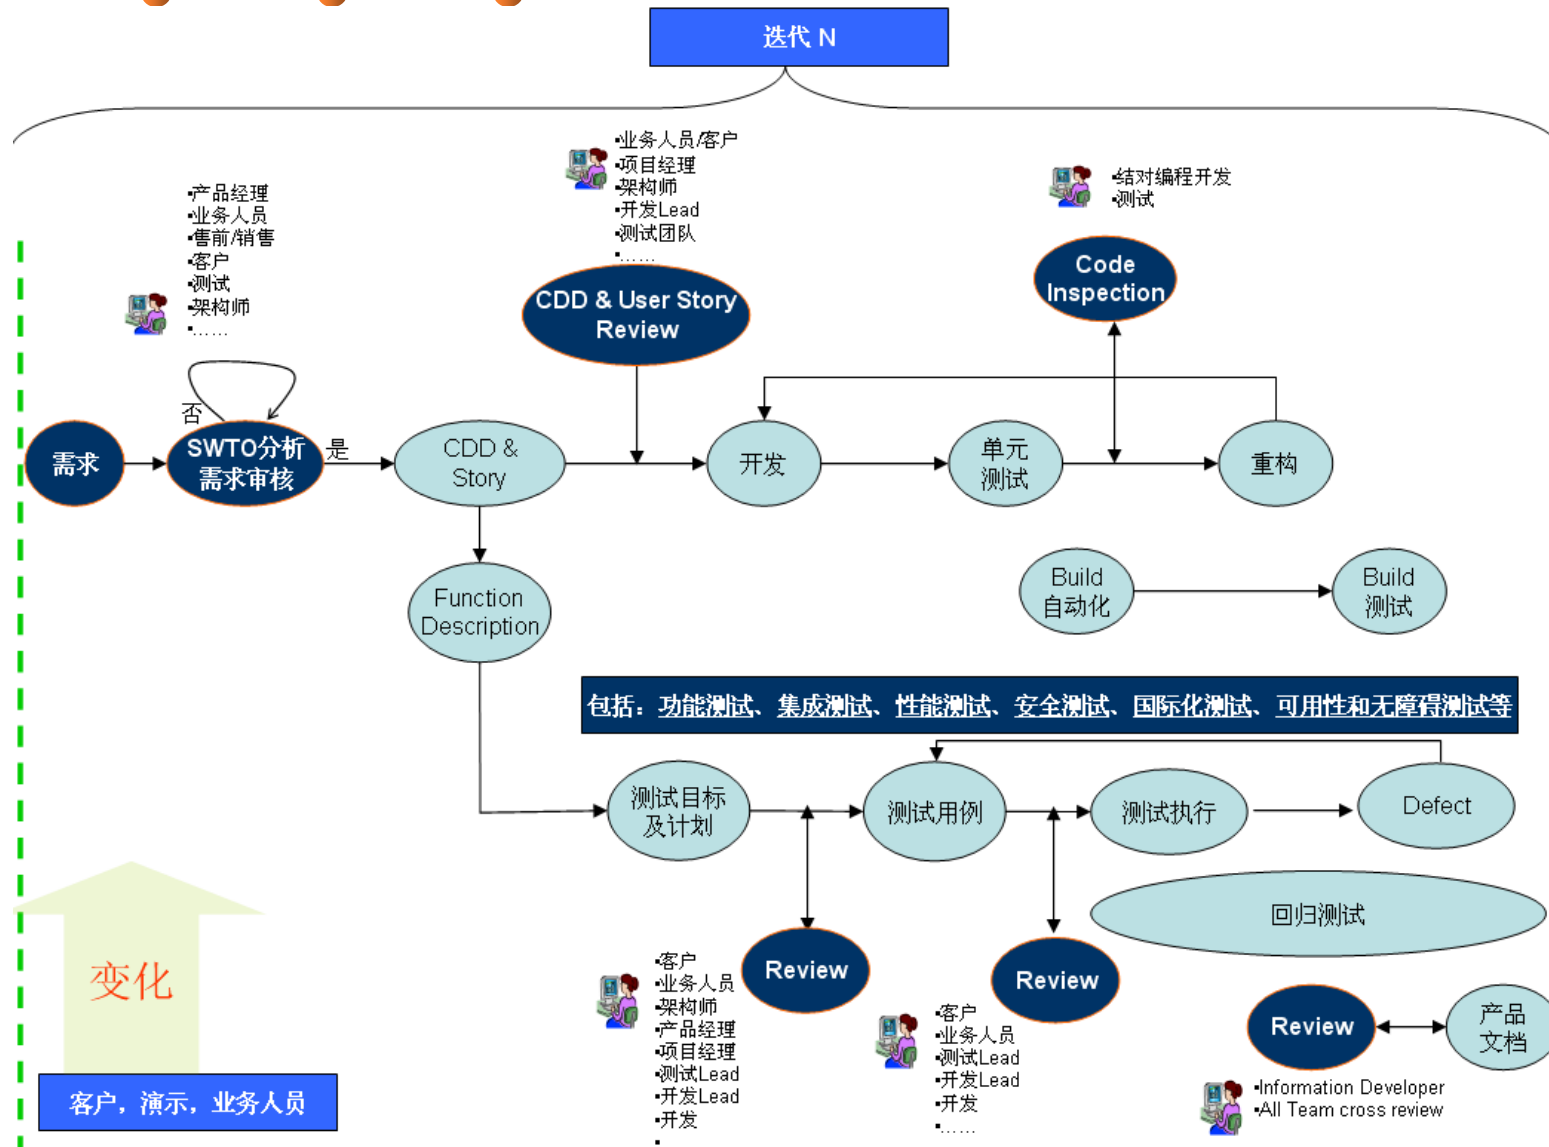 迭代 N
▪业务人员/客户
▪项目经理
▪架构师
▪开发Lead
▪测试团队
▪……
▪结对编程开发
▪测试
▪产品经理
▪业务人员
▪售前/销售
▪客户
▪测试
▪架构师
▪……
CDD & User Story
Review
Code
Inspection
否
需求
SWTO分析
需求审核
是
CDD &
Story
开发
单元
测试
重构
Function
Description
Build
自动化
Build
测试
包括：功能测试、集成测试、性能测试、安全测试、国际化测试、可用性和无障碍测试等
测试目标
及计划
测试用例
测试执行
Defect
回归测试
变化
▪客户
▪业务人员
▪架构师
▪产品经理
▪项目经理
▪测试Lead
▪开发Lead
▪开发
▪
Review
Review
▪客户
▪业务人员
▪测试Lead
▪开发Lead
▪开发
▪……
Review
产品
文档
▪Information Developer
▪All Team cross review
客户，演示，业务人员